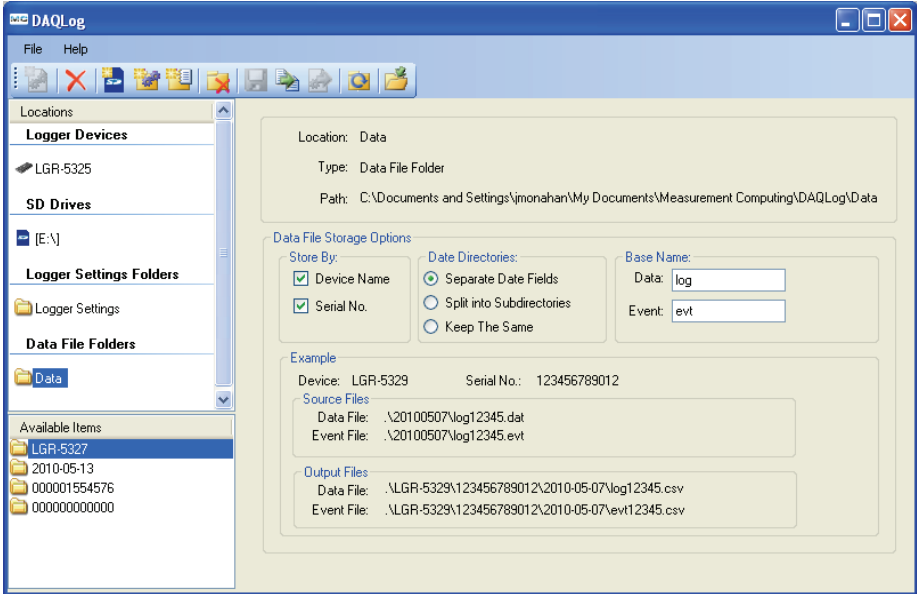 MC DAQLog
File Help
Locations
Logger Devices
LGR-5325
SD Drives
[E:\]
Logger Settings Folders
Logger Settings
Data File Folders
Data
Available Items
LGR-5327
2010-05-13
000001554576
000000000000
Location: Data
Type: Data File Folder
Path: C:\Documents and Settings\jmonahan\My Documents\Measurement Computing\DAQLog\Data
Data File Storage Options
Store By:
Device Name
Serial No.
Date Directories:
Separate Date Fields
Split into Subdirectories
Keep The Same
Base Name:
Data: log
Event: evt
Example
Device: LGR-5329 Serial No.: 123456789012
Source Files
Data File: .\20100507\log12345.dat
Event File: .\20100507\log12345.evt
Output Files
Data File: .\LGR-5329\123456789012\2010-05-07\log12345.csv
Event File: .\LGR-5329\123456789012\2010-05-07\evt12345.csv